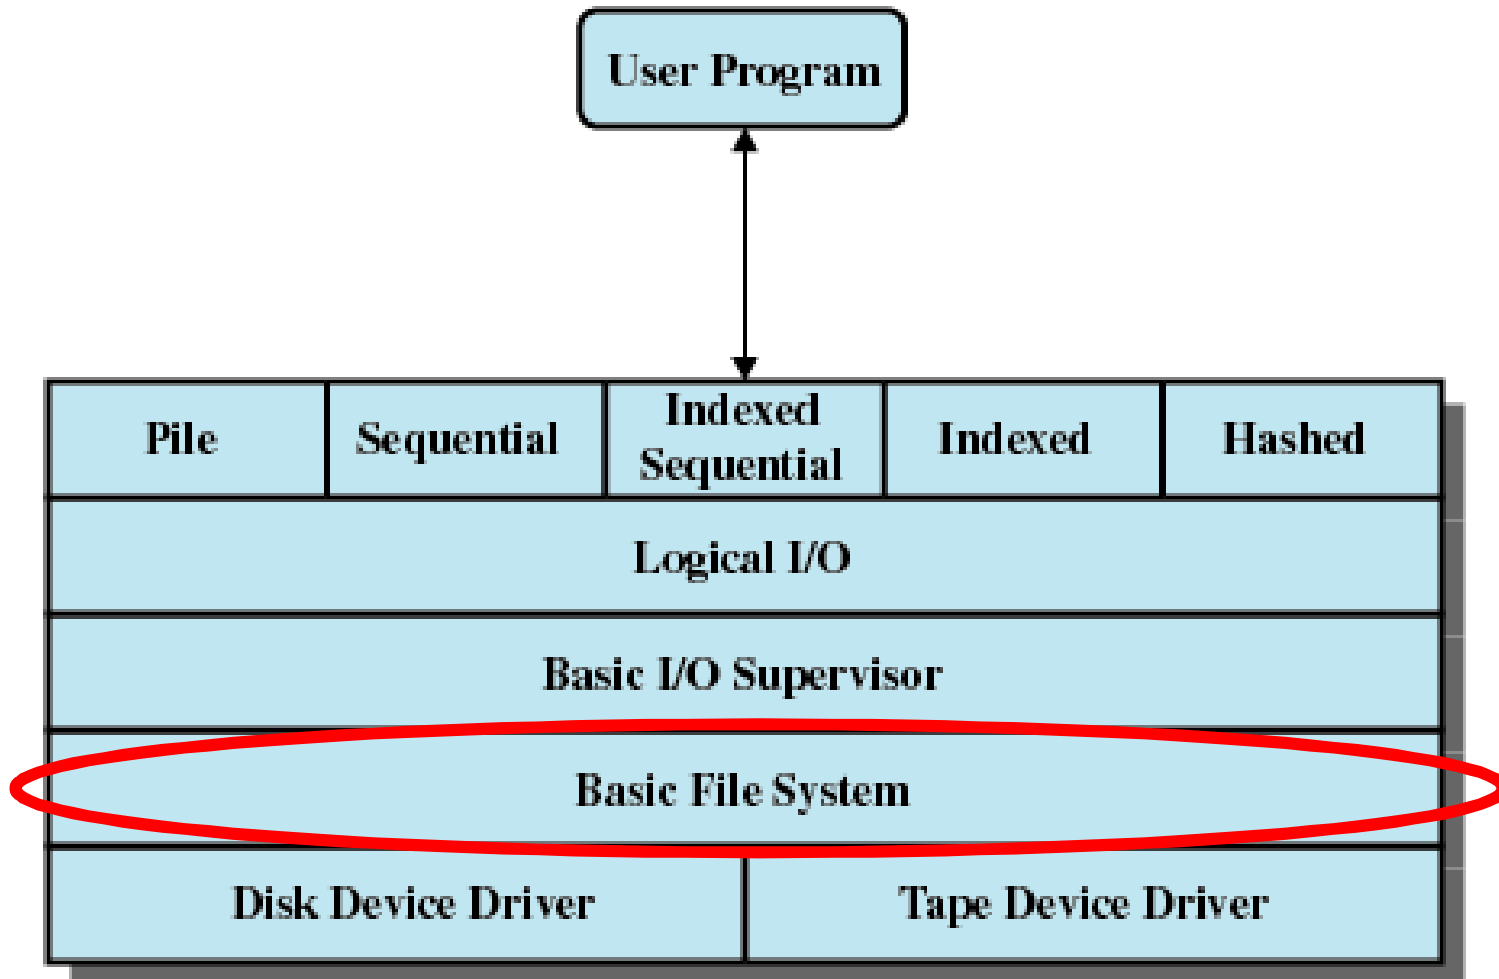 User Program
Pile
Sequential
Indexed
Sequential
Indexed
Hashed
Logical I/O
Basic I/O Supervisor
Basic File System
Disk Device Driver
Tape Device Driver